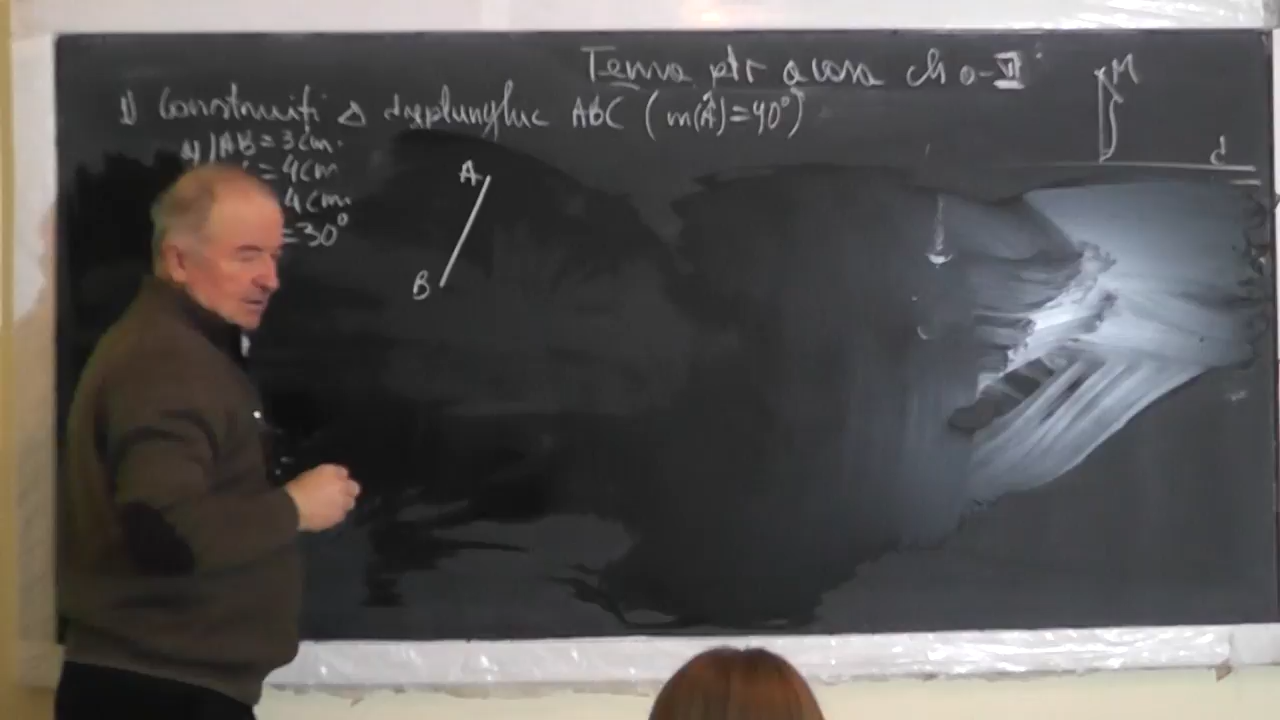 Tema ptr acasa cls a-VI
1) Construiti Δ dreptunghic ABC (m(Â)=90°)
a) AB = 3cm.
= 4cm
4cm.
=30°
A
B
M
d